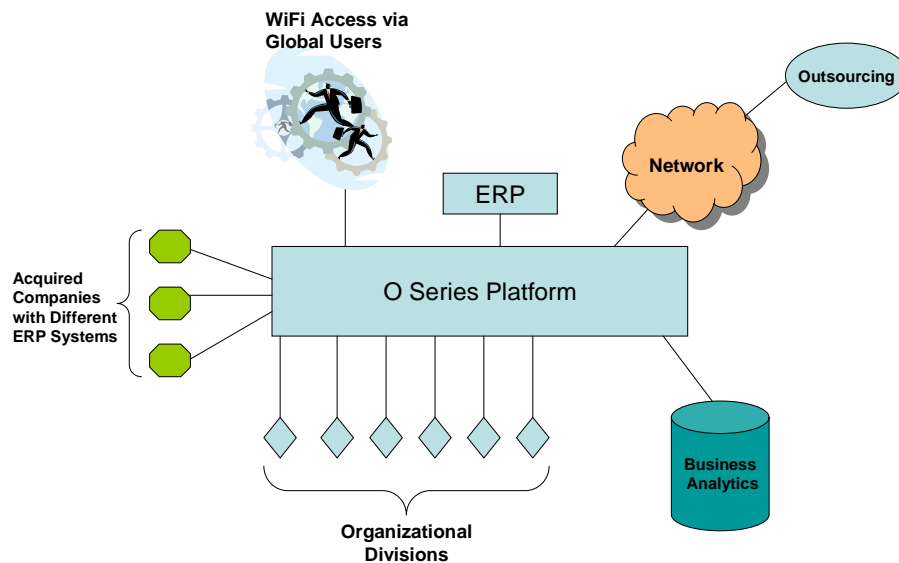 WiFi Access via
Global Users
Outsourcing
Network
ERP
O Series Platform
Acquired
Companies
with Different
ERP Systems
Business
Analytics
Organizational
Divisions